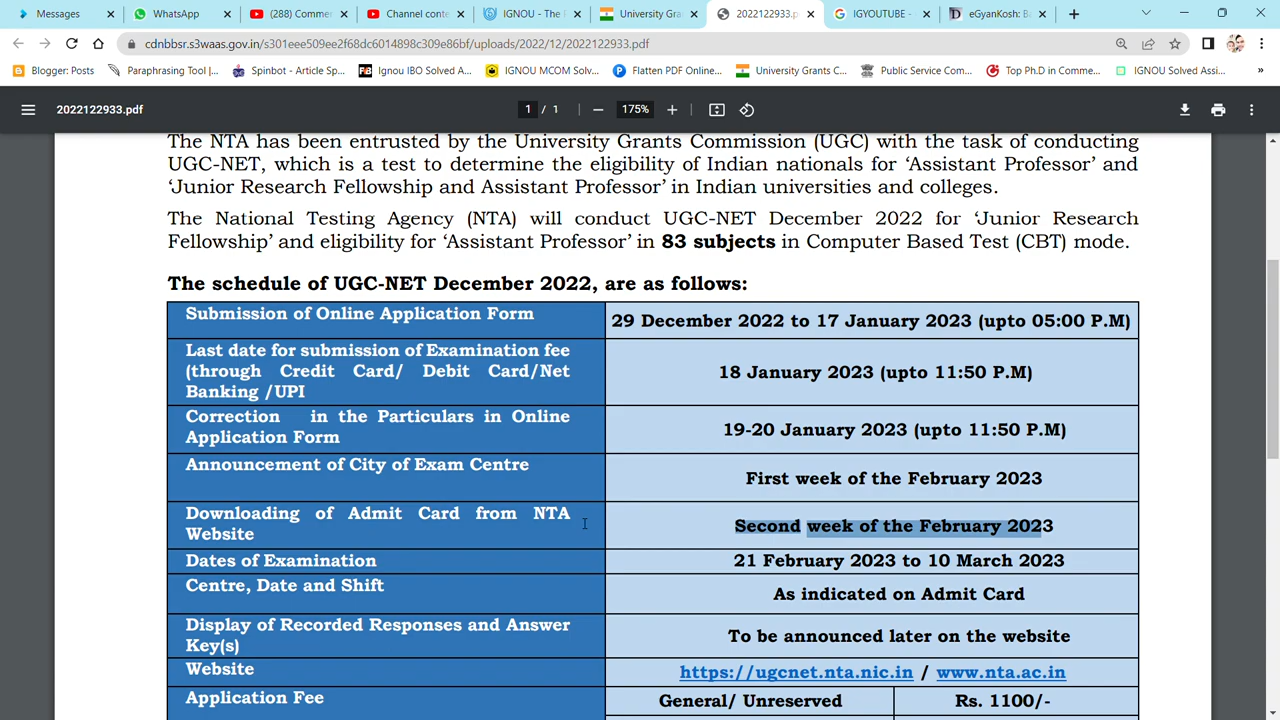 Messages
WhatsApp
(288) Comme
Channel conte
IGNOU - The P
University Gran
2022122933.p
IGYOUTUBE -
eGyanKosh: Ba
cdnbbsr.s3waas.gov.in/s301eee509ee2f68dc6014898c309e86bf/uploads/2022/12/2022122933.pdf
Blogger: Posts
Paraphrasing Tool |...
Spinbot - Article Sp...
Ignou IBO Solved A...
IGNOU MCOM Solv...
Flatten PDF Online...
University Grants C...
Public Service Com...
Top Ph.D in Comme...
IGNOU Solved Assi...
»
2022122933.pdf
1 / 1
175%
The NTA has been entrusted by the University Grants Commission (UGC) with the task of conducting
UGC-NET, which is a test to determine the eligibility of Indian nationals for ‘Assistant Professor’ and
‘Junior Research Fellowship and Assistant Professor’ in Indian universities and colleges.
The National Testing Agency (NTA) will conduct UGC-NET December 2022 for ‘Junior Research
Fellowship’ and eligibility for ‘Assistant Professor’ in 83 subjects in Computer Based Test (CBT) mode.
The schedule of UGC-NET December 2022, are as follows:
Submission of Online Application Form
29 December 2022 to 17 January 2023 (upto 05:00 P.M)
Last date for submission of Examination fee
(through Credit Card/ Debit Card/Net
Banking /UPI
18 January 2023 (upto 11:50 P.M)
Correction in the Particulars in Online
Application Form
19-20 January 2023 (upto 11:50 P.M)
Announcement of City of Exam Centre
First week of the February 2023
Downloading of Admit Card from NTA
Website
Second week of the February 2023
Dates of Examination
21 February 2023 to 10 March 2023
Centre, Date and Shift
As indicated on Admit Card
Display of Recorded Responses and Answer
Key(s)
To be announced later on the website
Website
https://ugcnet.nta.nic.in / www.nta.ac.in
Application Fee
General/ Unreserved
Rs. 1100/-